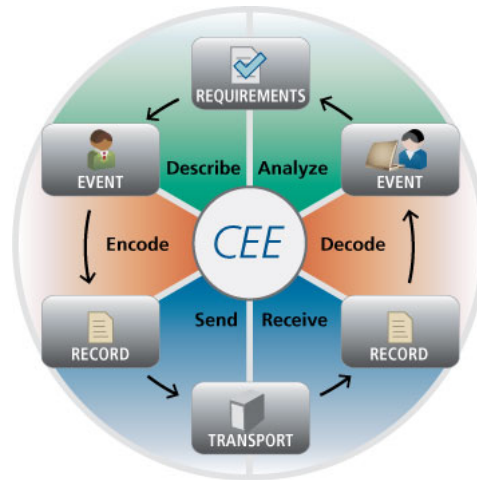 REQUIREMENTS
EVENT
Describe
Analyze
EVENT
Encode
CEE
Decode
RECORD
Send
Receive
RECORD
TRANSPORT